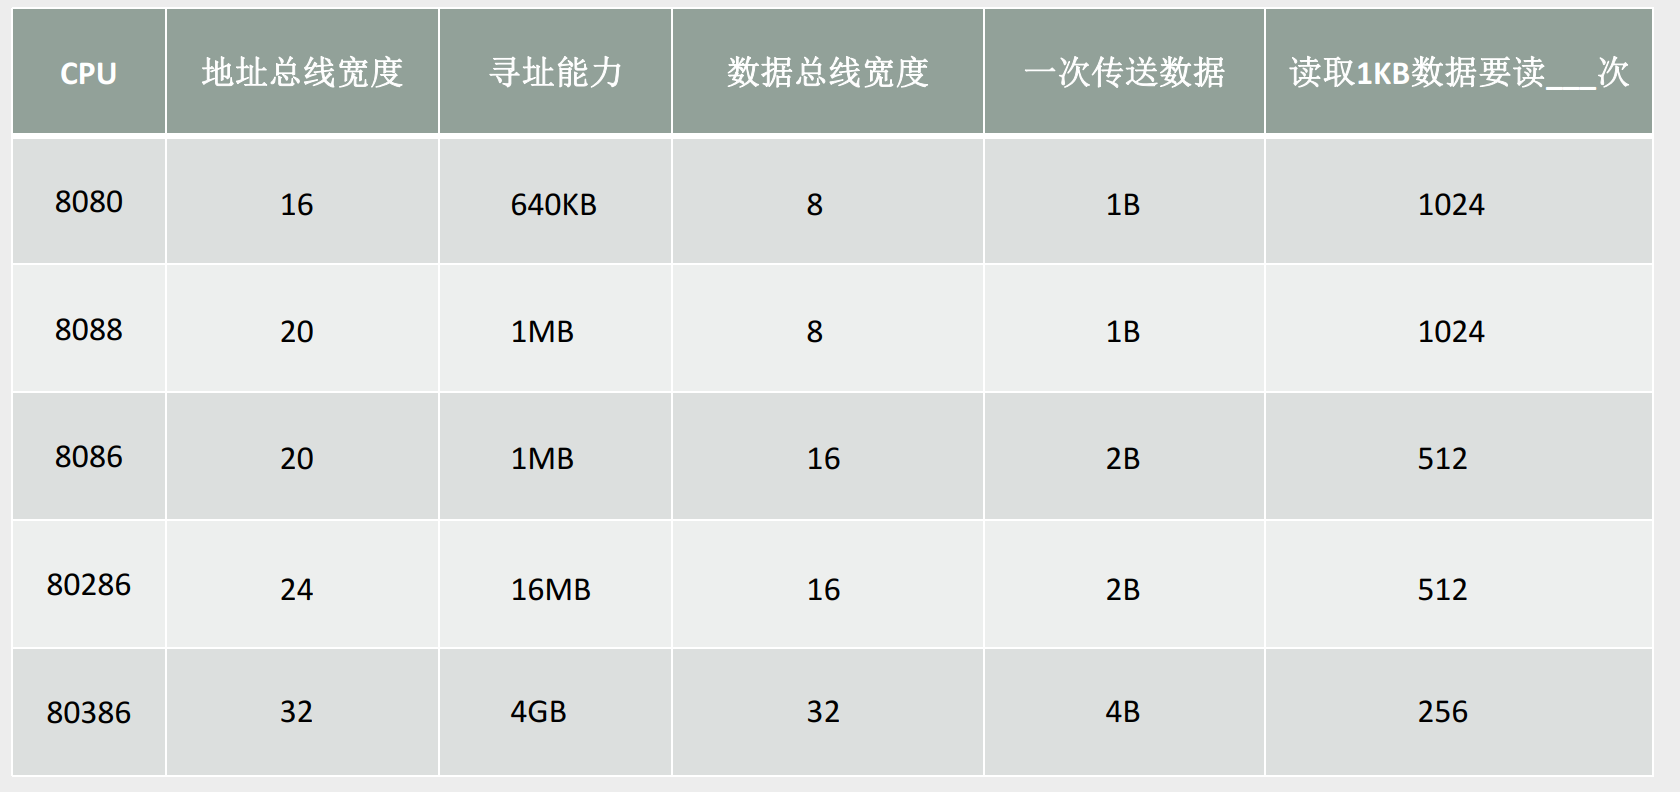 CPU 地址总线宽度 寻址能力 数据总线宽度 一次传送数据 读取1KB数据要读___次
8080 16 640KB 8 1B 1024
8088 20 1MB 8 1B 1024
8086 20 1MB 16 2B 512
80286 24 16MB 16 2B 512
80386 32 4GB 32 4B 256